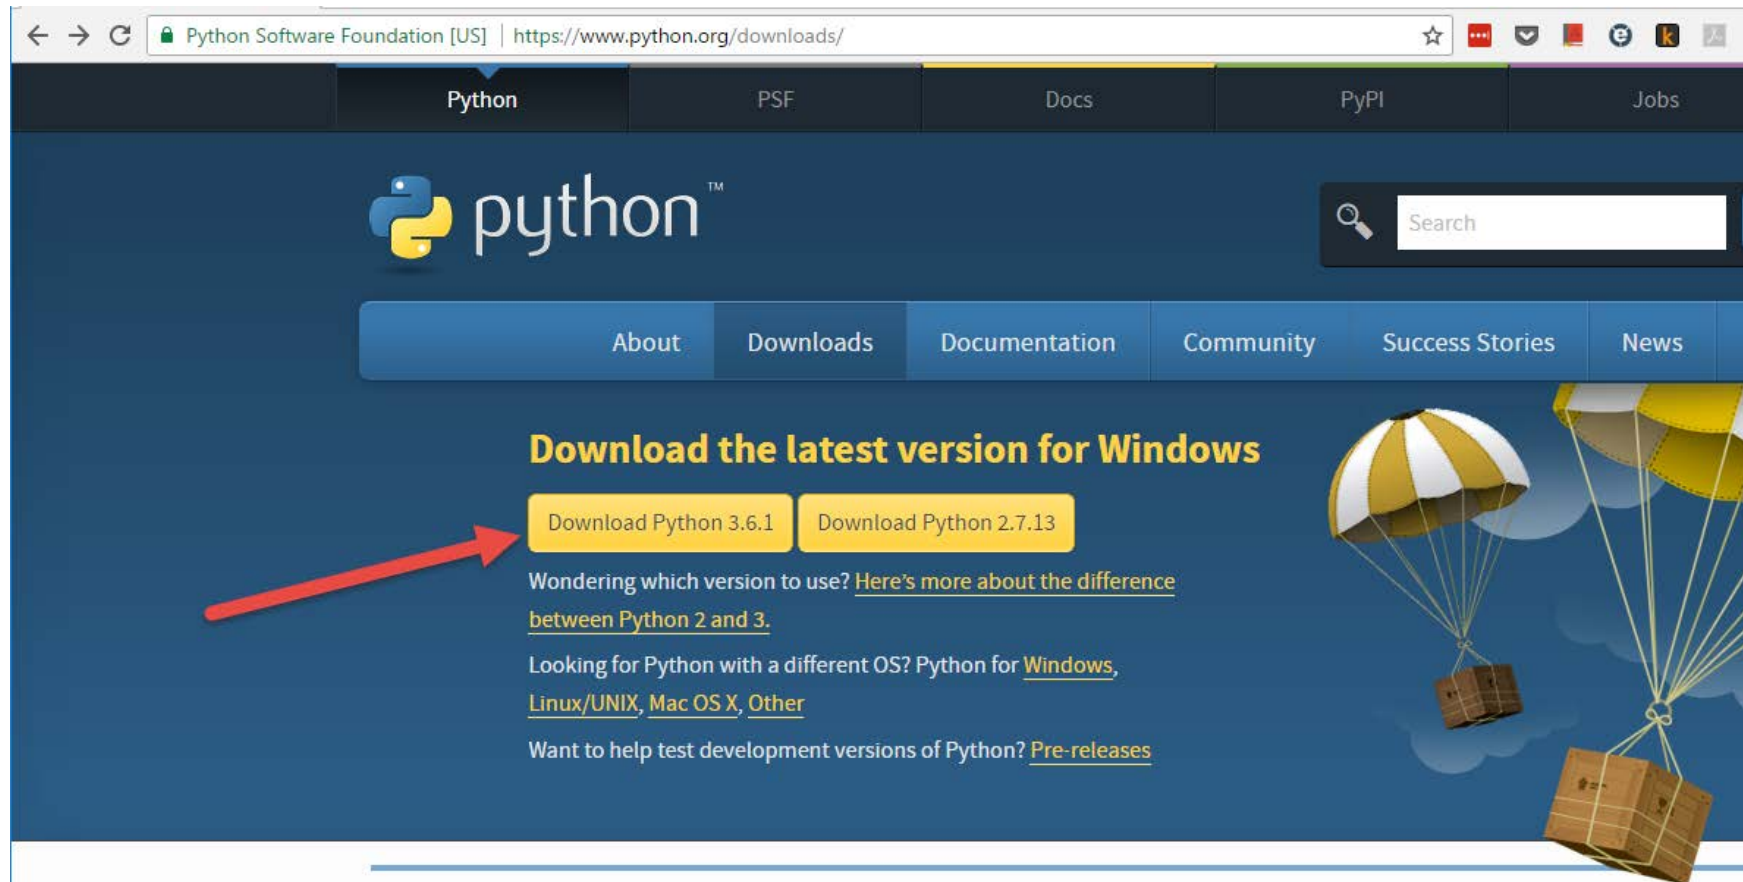 Python Software Foundation [US] | https://www.python.org/downloads/
Python PSF Docs PyPI Jobs
python™
Search
About Downloads Documentation Community Success Stories News
Download the latest version for Windows
Download Python 3.6.1 Download Python 2.7.13
Wondering which version to use? Here's more about the difference
between Python 2 and 3.
Looking for Python with a different OS? Python for Windows,
Linux/UNIX, Mac OS X, Other
Want to help test development versions of Python? Pre-releases